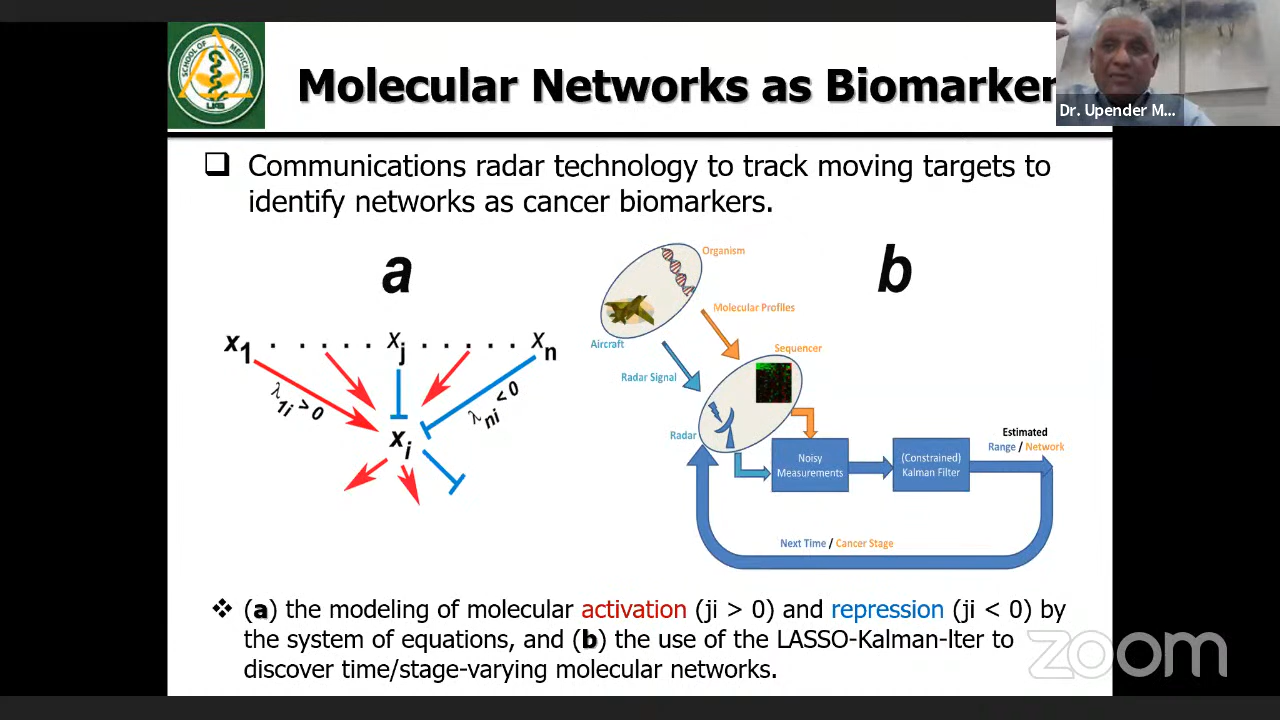 SCHOOL OF MEDICINE
UAB
Molecular Networks as Biomarker
Dr. Upender M...
❑ Communications radar technology to track moving targets to
identify networks as cancer biomarkers.
a
x1 . . . . . xj . . . . . xn
λ1i > 0
λni < 0
xi
b
Organism
Aircraft
Molecular Profiles
Radar Signal
Sequencer
Radar
Noisy
Measurements
(Constrained)
Kalman Filter
Estimated
Range / Network
Next Time / Cancer Stage
❖ (a) the modeling of molecular activation (ji > 0) and repression (ji < 0) by
the system of equations, and (b) the use of the LASSO-Kalman-Iter to
discover time/stage-varying molecular networks.
zoom